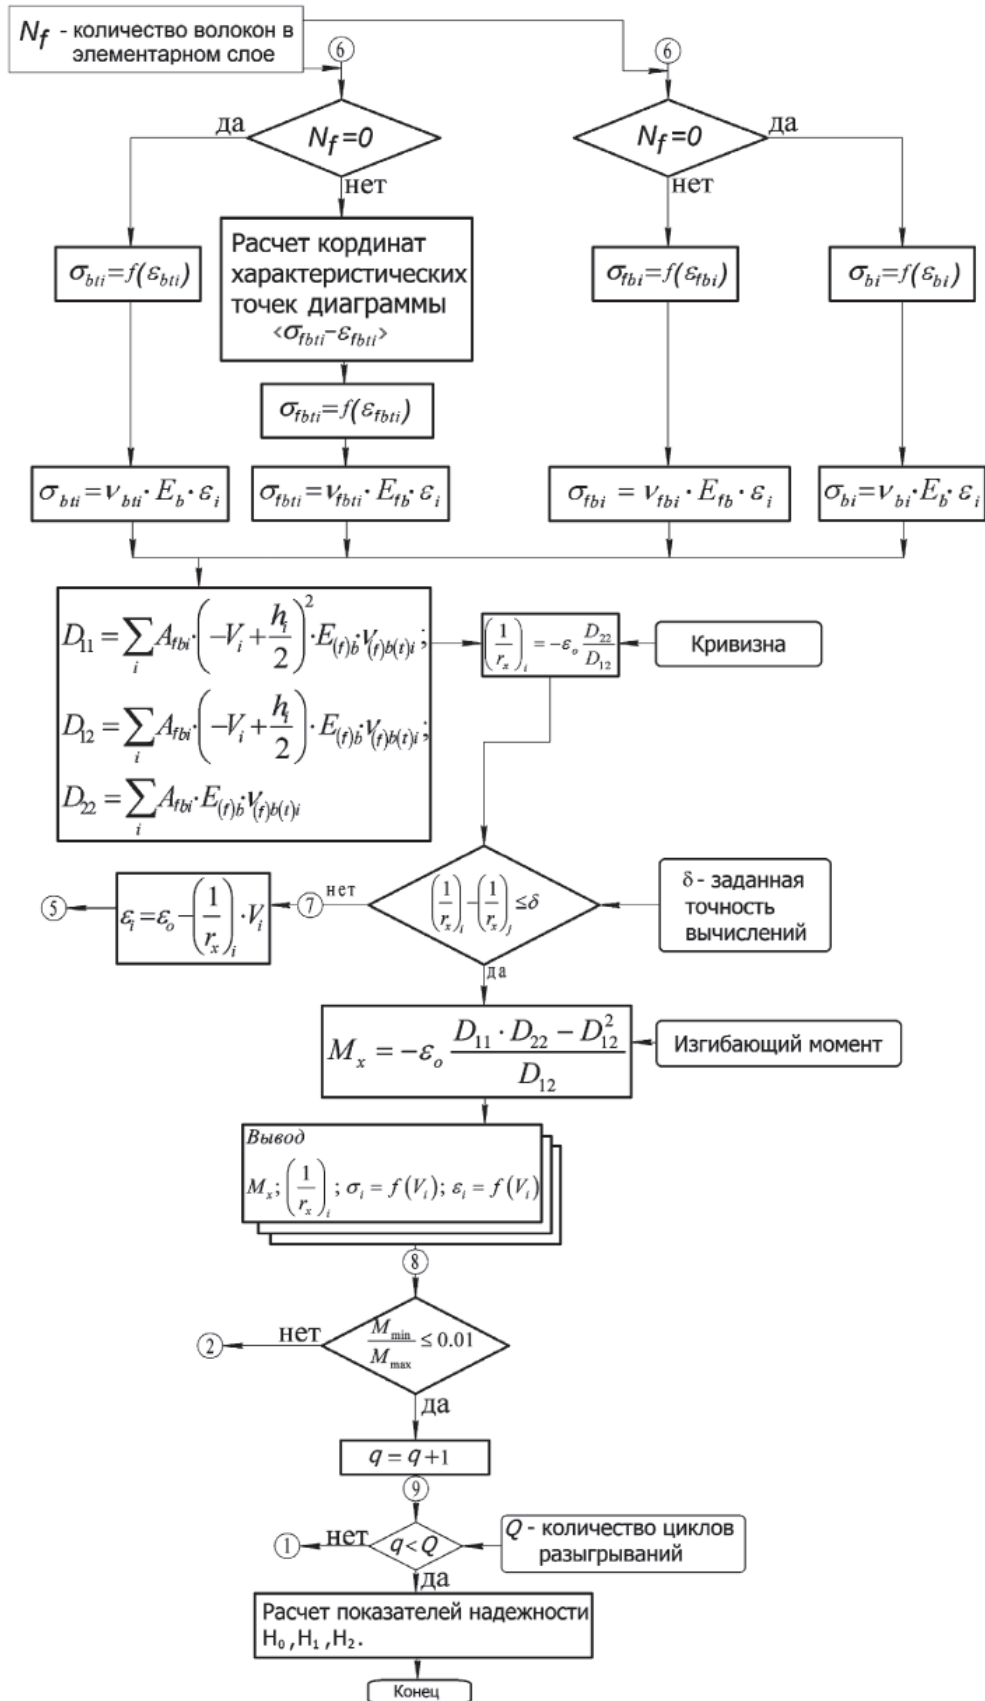 N_f - количество волокон в
элементарном слое
6
6
да
N_f=0
нет
N_f=0
да
нет
σ_bti=f(ε_bti)
Расчет кординат
характеристических
точек диаграммы
<σ_fbti-ε_fbti>
σ_fbi=f(ε_fbi)
σ_bi=f(ε_bi)
σ_fbti=f(ε_fbti)
σ_bti=ν_bti·E_b·ε_i
σ_fbti=ν_fbti·E_fb·ε_i
σ_fbi = ν_fbi·E_fb·ε_i
σ_bi=ν_bi·E_b·ε_i
D_11 = ∑_i A_fbi·(-V_i + h_i/2)^2·E_(f)b·ν_(f)b(t)i;
(1/r_x)_i = -ε_o D_22/D_12
Кривизна
D_12 = ∑_i A_fbi·(-V_i + h_i/2)·E_(f)b·ν_(f)b(t)i;
D_22 = ∑_i A_fbi·E_(f)b·ν_(f)b(t)i
5
ε_i=ε_o-(1/r_x)_i·V_i
7
нет
(1/r_x)_i-(1/r_x)_j≤δ
δ - заданная
точность
вычислений
да
M_x = -ε_o (D_11·D_22 - D_12^2)/D_12
Изгибающий момент
Вывод
M_x; (1/r_x)_i; σ_i = f(V_i); ε_i = f(V_i)
8
2
нет
M_min/M_max ≤ 0.01
да
q = q+1
9
1
нет
q<Q
Q - количество циклов
разыгрываний
да
Расчет показателей надежности
H_0,H_1,H_2.
Конец